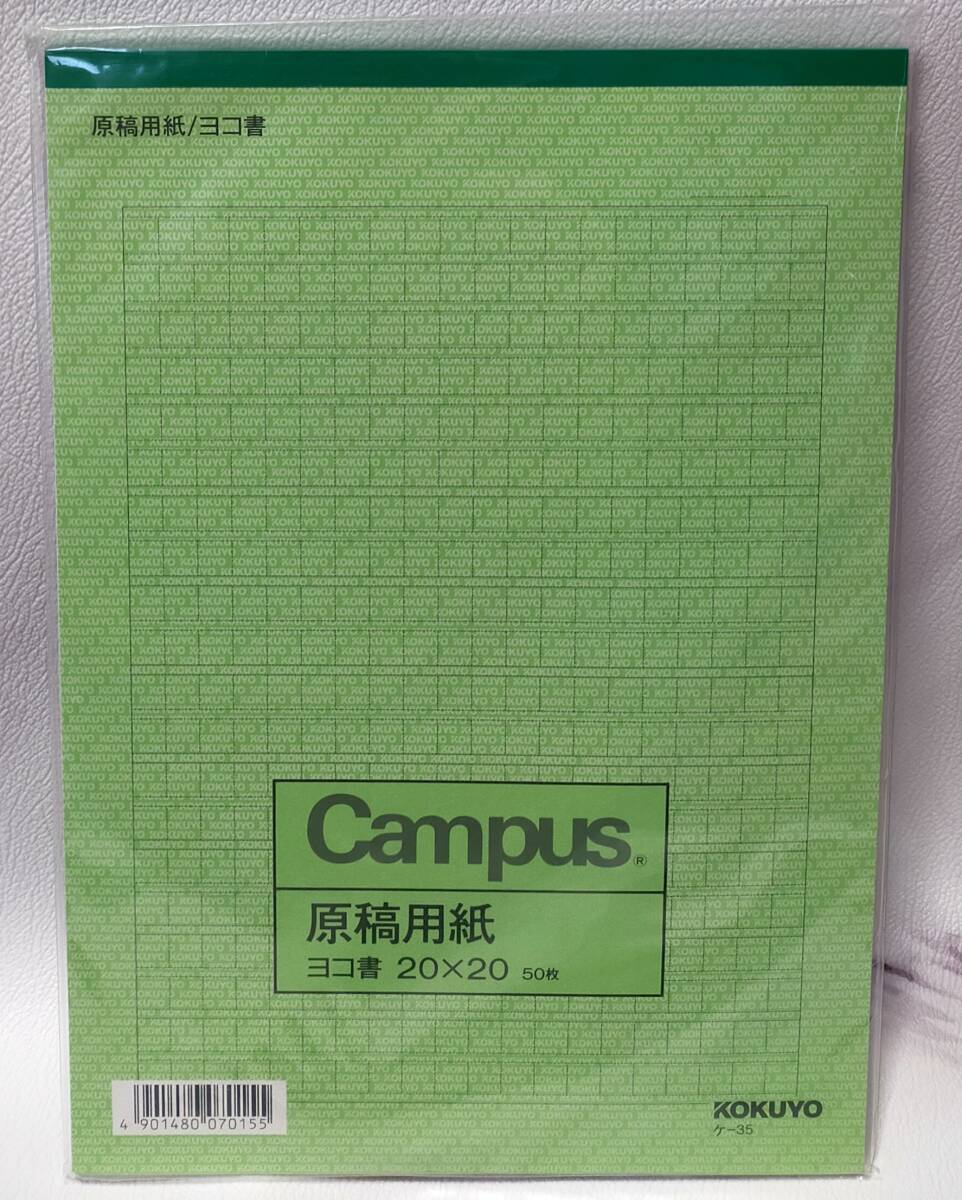 原稿用紙/ヨコ書
Campus®
原稿用紙
ヨコ書 20×20 50枚
4 901480 070155
KOKUYO
ケ-35